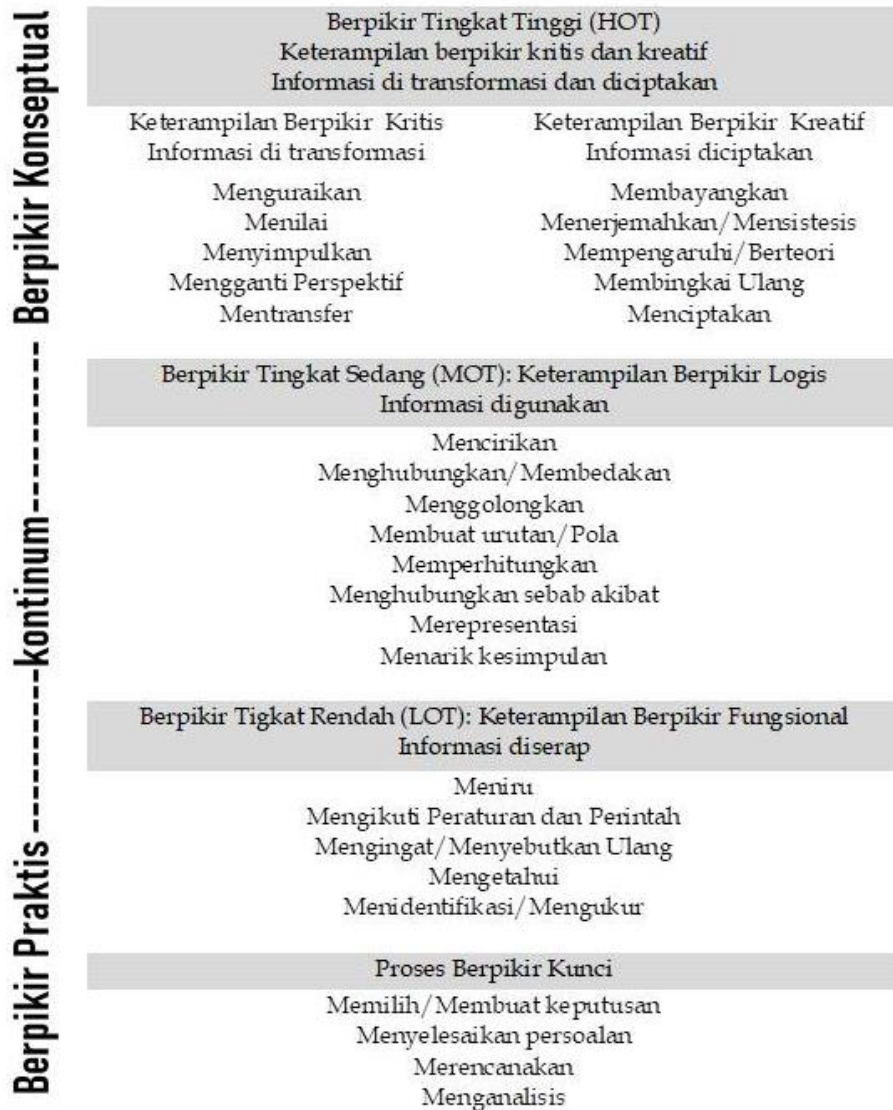 Berpikir Praktis -----------kontinum----------- Berpikir Konseptual
Berpikir Tingkat Tinggi (HOT)
Keterampilan berpikir kritis dan kreatif
Informasi di transformasi dan diciptakan
Keterampilan Berpikir Kritis
Informasi di transformasi
Menguraikan
Menilai
Menyimpulkan
Mengganti Perspektif
Mentransfer
Keterampilan Berpikir Kreatif
Informasi diciptakan
Membayangkan
Menerjemahkan/Mensistesis
Mempengaruhi/Berteori
Membingkai Ulang
Menciptakan
Berpikir Tingkat Sedang (MOT): Keterampilan Berpikir Logis
Informasi digunakan
Mencirikan
Menghubungkan/Membedakan
Menggolongkan
Membuat urutan/Pola
Memperhitungkan
Menghubungkan sebab akibat
Merepresentasi
Menarik kesimpulan
Berpikir Tigkat Rendah (LOT): Keterampilan Berpikir Fungsional
Informasi diserap
Meniru
Mengikuti Peraturan dan Perintah
Mengingat/Menyebutkan Ulang
Mengetahui
Menidentifikasi/Mengukur
Proses Berpikir Kunci
Memilih/Membuat keputusan
Menyelesaikan persoalan
Merencanakan
Menganalisis